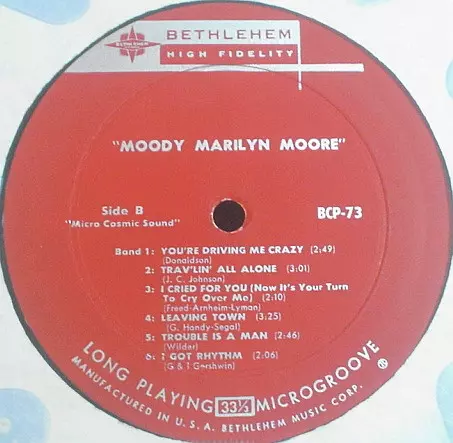 BETHLEHEM
BETHLEHEM
HIGH FIDELITY
"MOODY MARILYN MOORE"
Side B
"Micro Cosmic Sound"
BCP-73
Band 1: YOU'RE DRIVING ME CRAZY (2:49)
(Donaldson)
2: TRAV'LIN' ALL ALONE (3:01)
(J. C. Johnson)
3: I CRIED FOR YOU (Now It's Your Turn
To Cry Over Me) (2:10)
(Freed-Arnheim-Lyman)
4: LEAVING TOWN (3:25)
(G. Handy-Segal)
5: TROUBLE IS A MAN (2:46)
(Wilder)
6: I GOT RHYTHM (2:06)
(G & I Gershwin)
LONG PLAYING 33⅓ MICROGROOVE
MANUFACTURED IN U.S.A. BETHLEHEM MUSIC CORP.